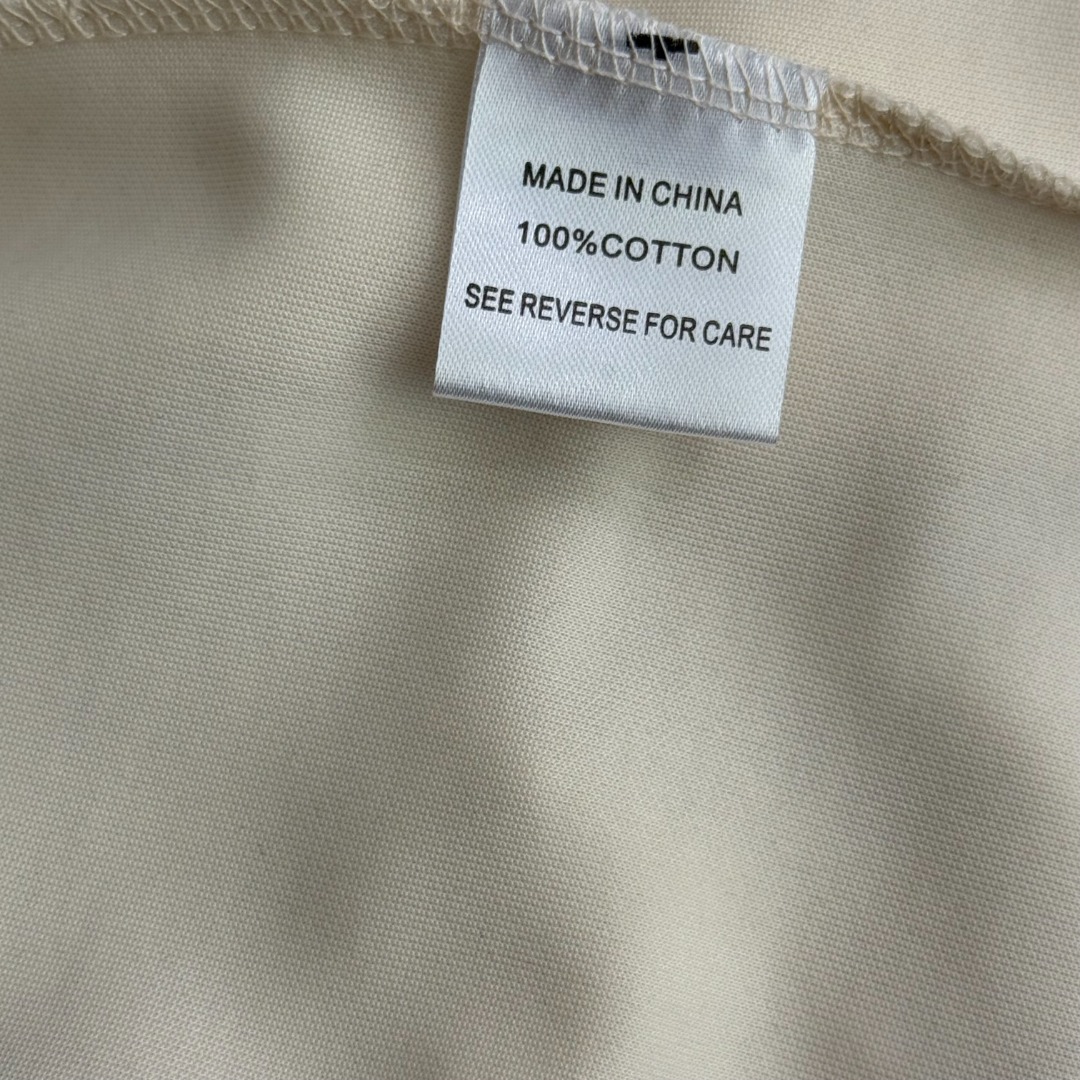 MADE IN CHINA
100%COTTON
SEE REVERSE FOR CARE